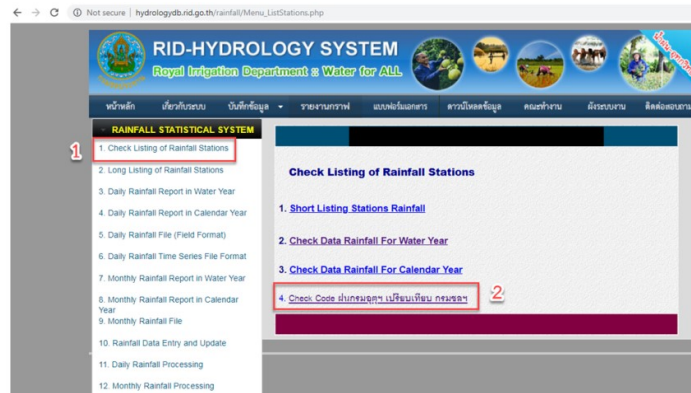 Not secure | hydrologydb.rid.go.th/rainfall/Menu_ListStations.php
RID-HYDROLOGY SYSTEM
Royal Irrigation Department :: Water for ALL
หน้าหลัก เกี่ยวกับระบบ บันทึกข้อมูล รายงานกราฟ แบบฟอร์มเอกสาร ดาวน์โหลดข้อมูล คณะทำงาน ผังระบบงาน ติดต่อสอบถาม
RAINFALL STATISTICAL SYSTEM
1
1. Check Listing of Rainfall Stations
2. Long Listing of Rainfall Stations
3. Daily Rainfall Report in Water Year
4. Daily Rainfall Report in Calendar Year
5. Daily Rainfall File (Field Format)
6. Daily Rainfall Time Series File Format
7. Monthly Rainfall Report in Water Year
8. Monthly Rainfall Report in Calendar
Year
9. Monthly Rainfall File
10. Rainfall Data Entry and Update
11. Daily Rainfall Processing
12. Monthly Rainfall Processing
Check Listing of Rainfall Stations
1. Short Listing Stations Rainfall
2. Check Data Rainfall For Water Year
3. Check Data Rainfall For Calendar Year
4. Check Code ฝนกรมอุตุฯ เปรียบเทียบ กรมชลฯ
2